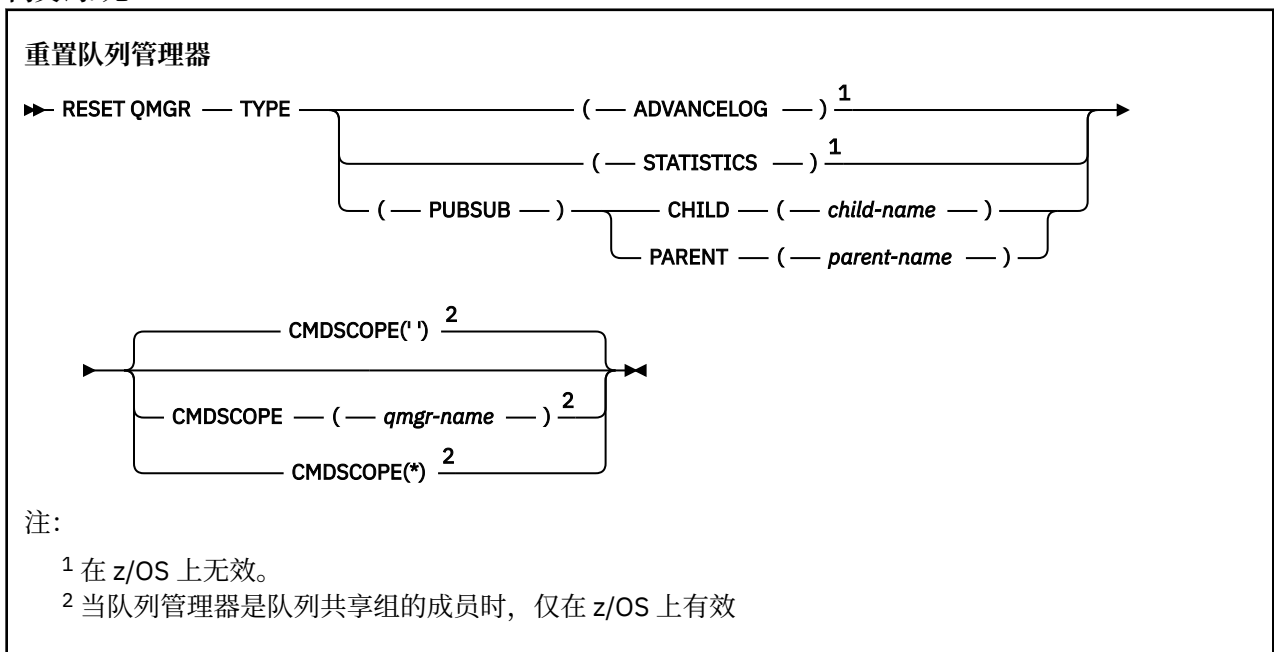 重置队列管理器
RESET QMGR TYPE ( ADVANCELOG ) 1
( STATISTICS ) 1
( PUBSUB ) CHILD ( child-name )
PARENT ( parent-name )
CMDSCOPE(' ') 2
CMDSCOPE ( qmgr-name ) 2
CMDSCOPE(*) 2
注:
1 在 z/OS 上无效。
2 当队列管理器是队列共享组的成员时，仅在 z/OS 上有效